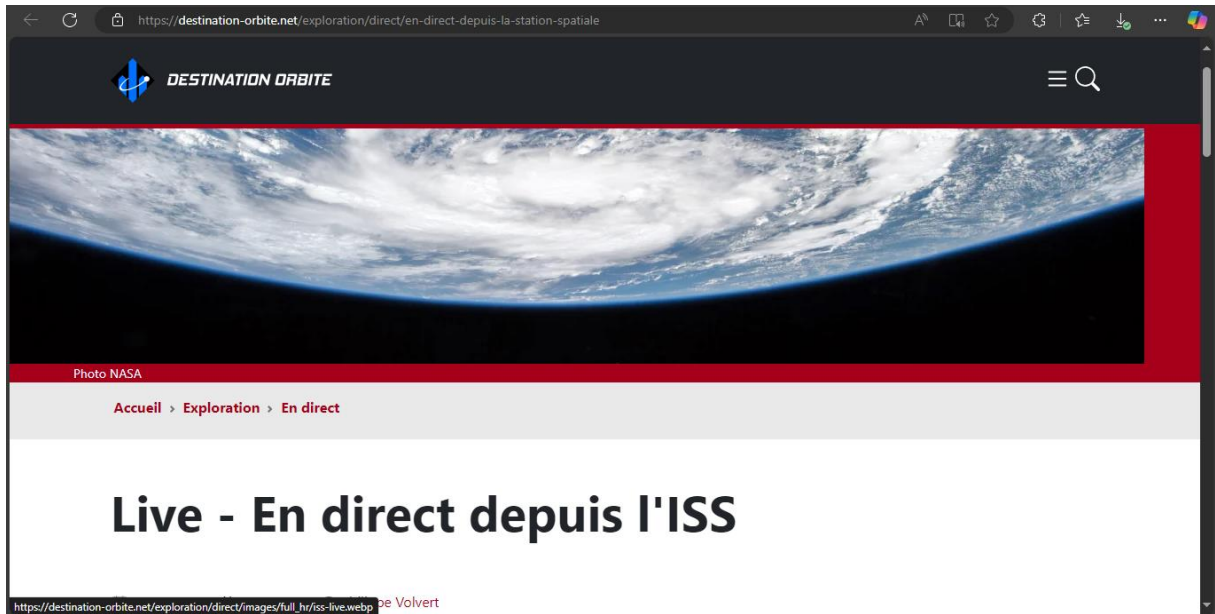 https://destination-orbite.net/exploration/direct/en-direct-depuis-la-station-spatiale
DESTINATION ORBITE
Photo NASA
Accueil › Exploration › En direct
Live - En direct depuis l'ISS
Volvert
https://destination-orbite.net/exploration/direct/images/full_hr/iss-live.webp